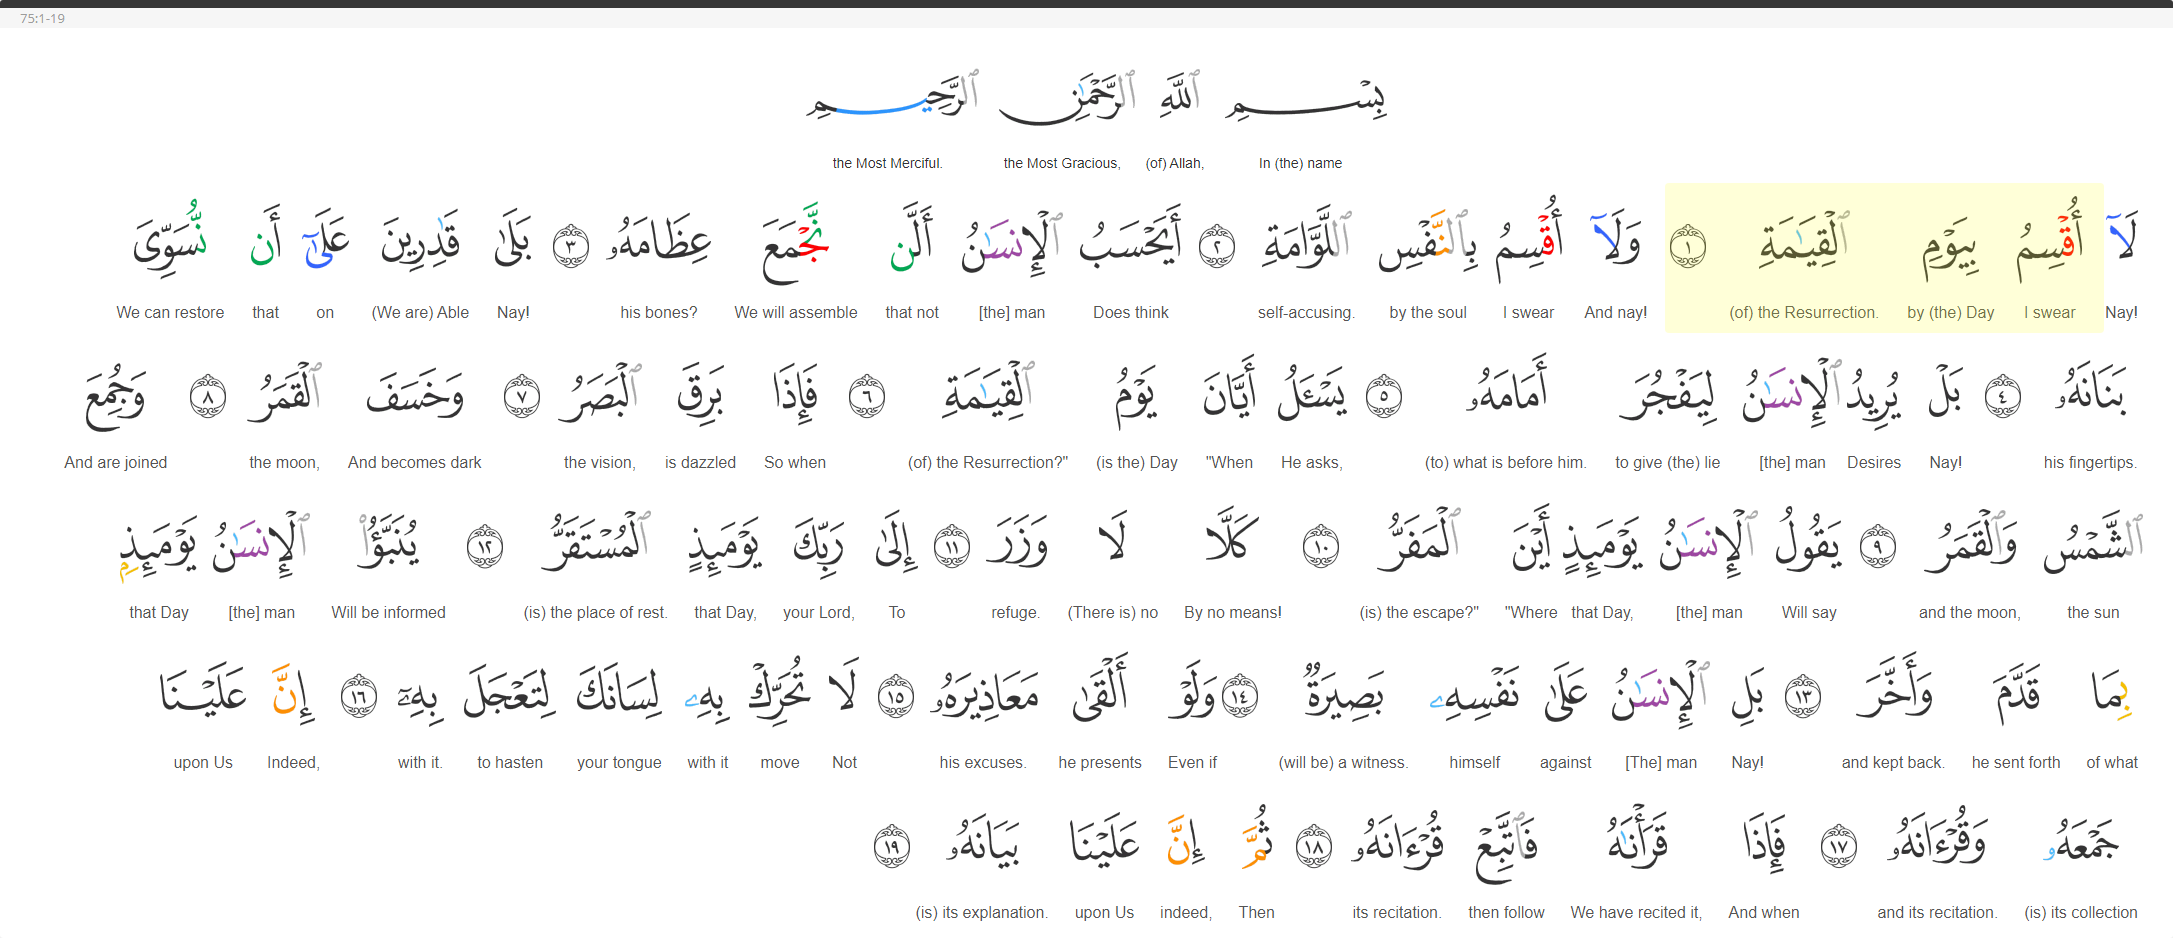 75:1-19
بِسْمِ ٱللَّهِ ٱلرَّحْمَٰنِ ٱلرَّحِيمِ
the Most Merciful. the Most Gracious, (of) Allah, In (the) name
لَآ أُقْسِمُ بِيَوْمِ ٱلْقِيَـٰمَةِ ١ وَلَآ أُقْسِمُ بِٱلنَّفْسِ ٱللَّوَّامَةِ ٢ أَيَحْسَبُ ٱلْإِنسَـٰنُ أَلَّن نَّجْمَعَ عِظَامَهُۥ ٣ بَلَىٰ قَـٰدِرِينَ عَلَىٰٓ أَن نُّسَوِّىَ
We can restore that on (We are) Able Nay! his bones? We will assemble that not [the] man Does think self-accusing. by the soul I swear And nay! (of) the Resurrection. by (the) Day I swear Nay!
بَنَانَهُۥ ٤ بَلْ يُرِيدُ ٱلْإِنسَـٰنُ لِيَفْجُرَ أَمَامَهُۥ ٥ يَسْـَٔلُ أَيَّانَ يَوْمُ ٱلْقِيَـٰمَةِ ٦ فَإِذَا بَرِقَ ٱلْبَصَرُ ٧ وَخَسَفَ ٱلْقَمَرُ ٨ وَجُمِعَ
And are joined the moon, And becomes dark the vision, is dazzled So when (of) the Resurrection?" (is the) Day "When He asks, (to) what is before him. to give (the) lie [the] man Desires Nay! his fingertips.
ٱلشَّمْسُ وَٱلْقَمَرُ ٩ يَقُولُ ٱلْإِنسَـٰنُ يَوْمَئِذٍ أَيْنَ ٱلْمَفَرُّ ١٠ كَلَّا لَا وَزَرَ ١١ إِلَىٰ رَبِّكَ يَوْمَئِذٍ ٱلْمُسْتَقَرُّ ١٢ يُنَبَّؤُا۟ ٱلْإِنسَـٰنُ يَوْمَئِذٍۭ
that Day [the] man Will be informed (is) the place of rest. that Day, your Lord, To refuge. (There is) no By no means! (is) the escape?" "Where that Day, [the] man Will say and the moon, the sun
بِمَا قَدَّمَ وَأَخَّرَ ١٣ بَلِ ٱلْإِنسَـٰنُ عَلَىٰ نَفْسِهِۦ بَصِيرَةٌ ١٤ وَلَوْ أَلْقَىٰ مَعَاذِيرَهُۥ ١٥ لَا تُحَرِّكْ بِهِۦ لِسَانَكَ لِتَعْجَلَ بِهِۦٓ ١٦ إِنَّ عَلَيْنَا
upon Us Indeed, with it. to hasten your tongue with it move Not his excuses. he presents Even if (will be) a witness. himself against [The] man Nay! and kept back. he sent forth of what
جَمْعَهُۥ وَقُرْءَانَهُۥ ١٧ فَإِذَا قَرَأْنَـٰهُ فَٱتَّبِعْ قُرْءَانَهُۥ ١٨ ثُمَّ إِنَّ عَلَيْنَا بَيَانَهُۥ ١٩
(is) its explanation. upon Us indeed, Then its recitation. then follow We have recited it, And when and its recitation. (is) its collection